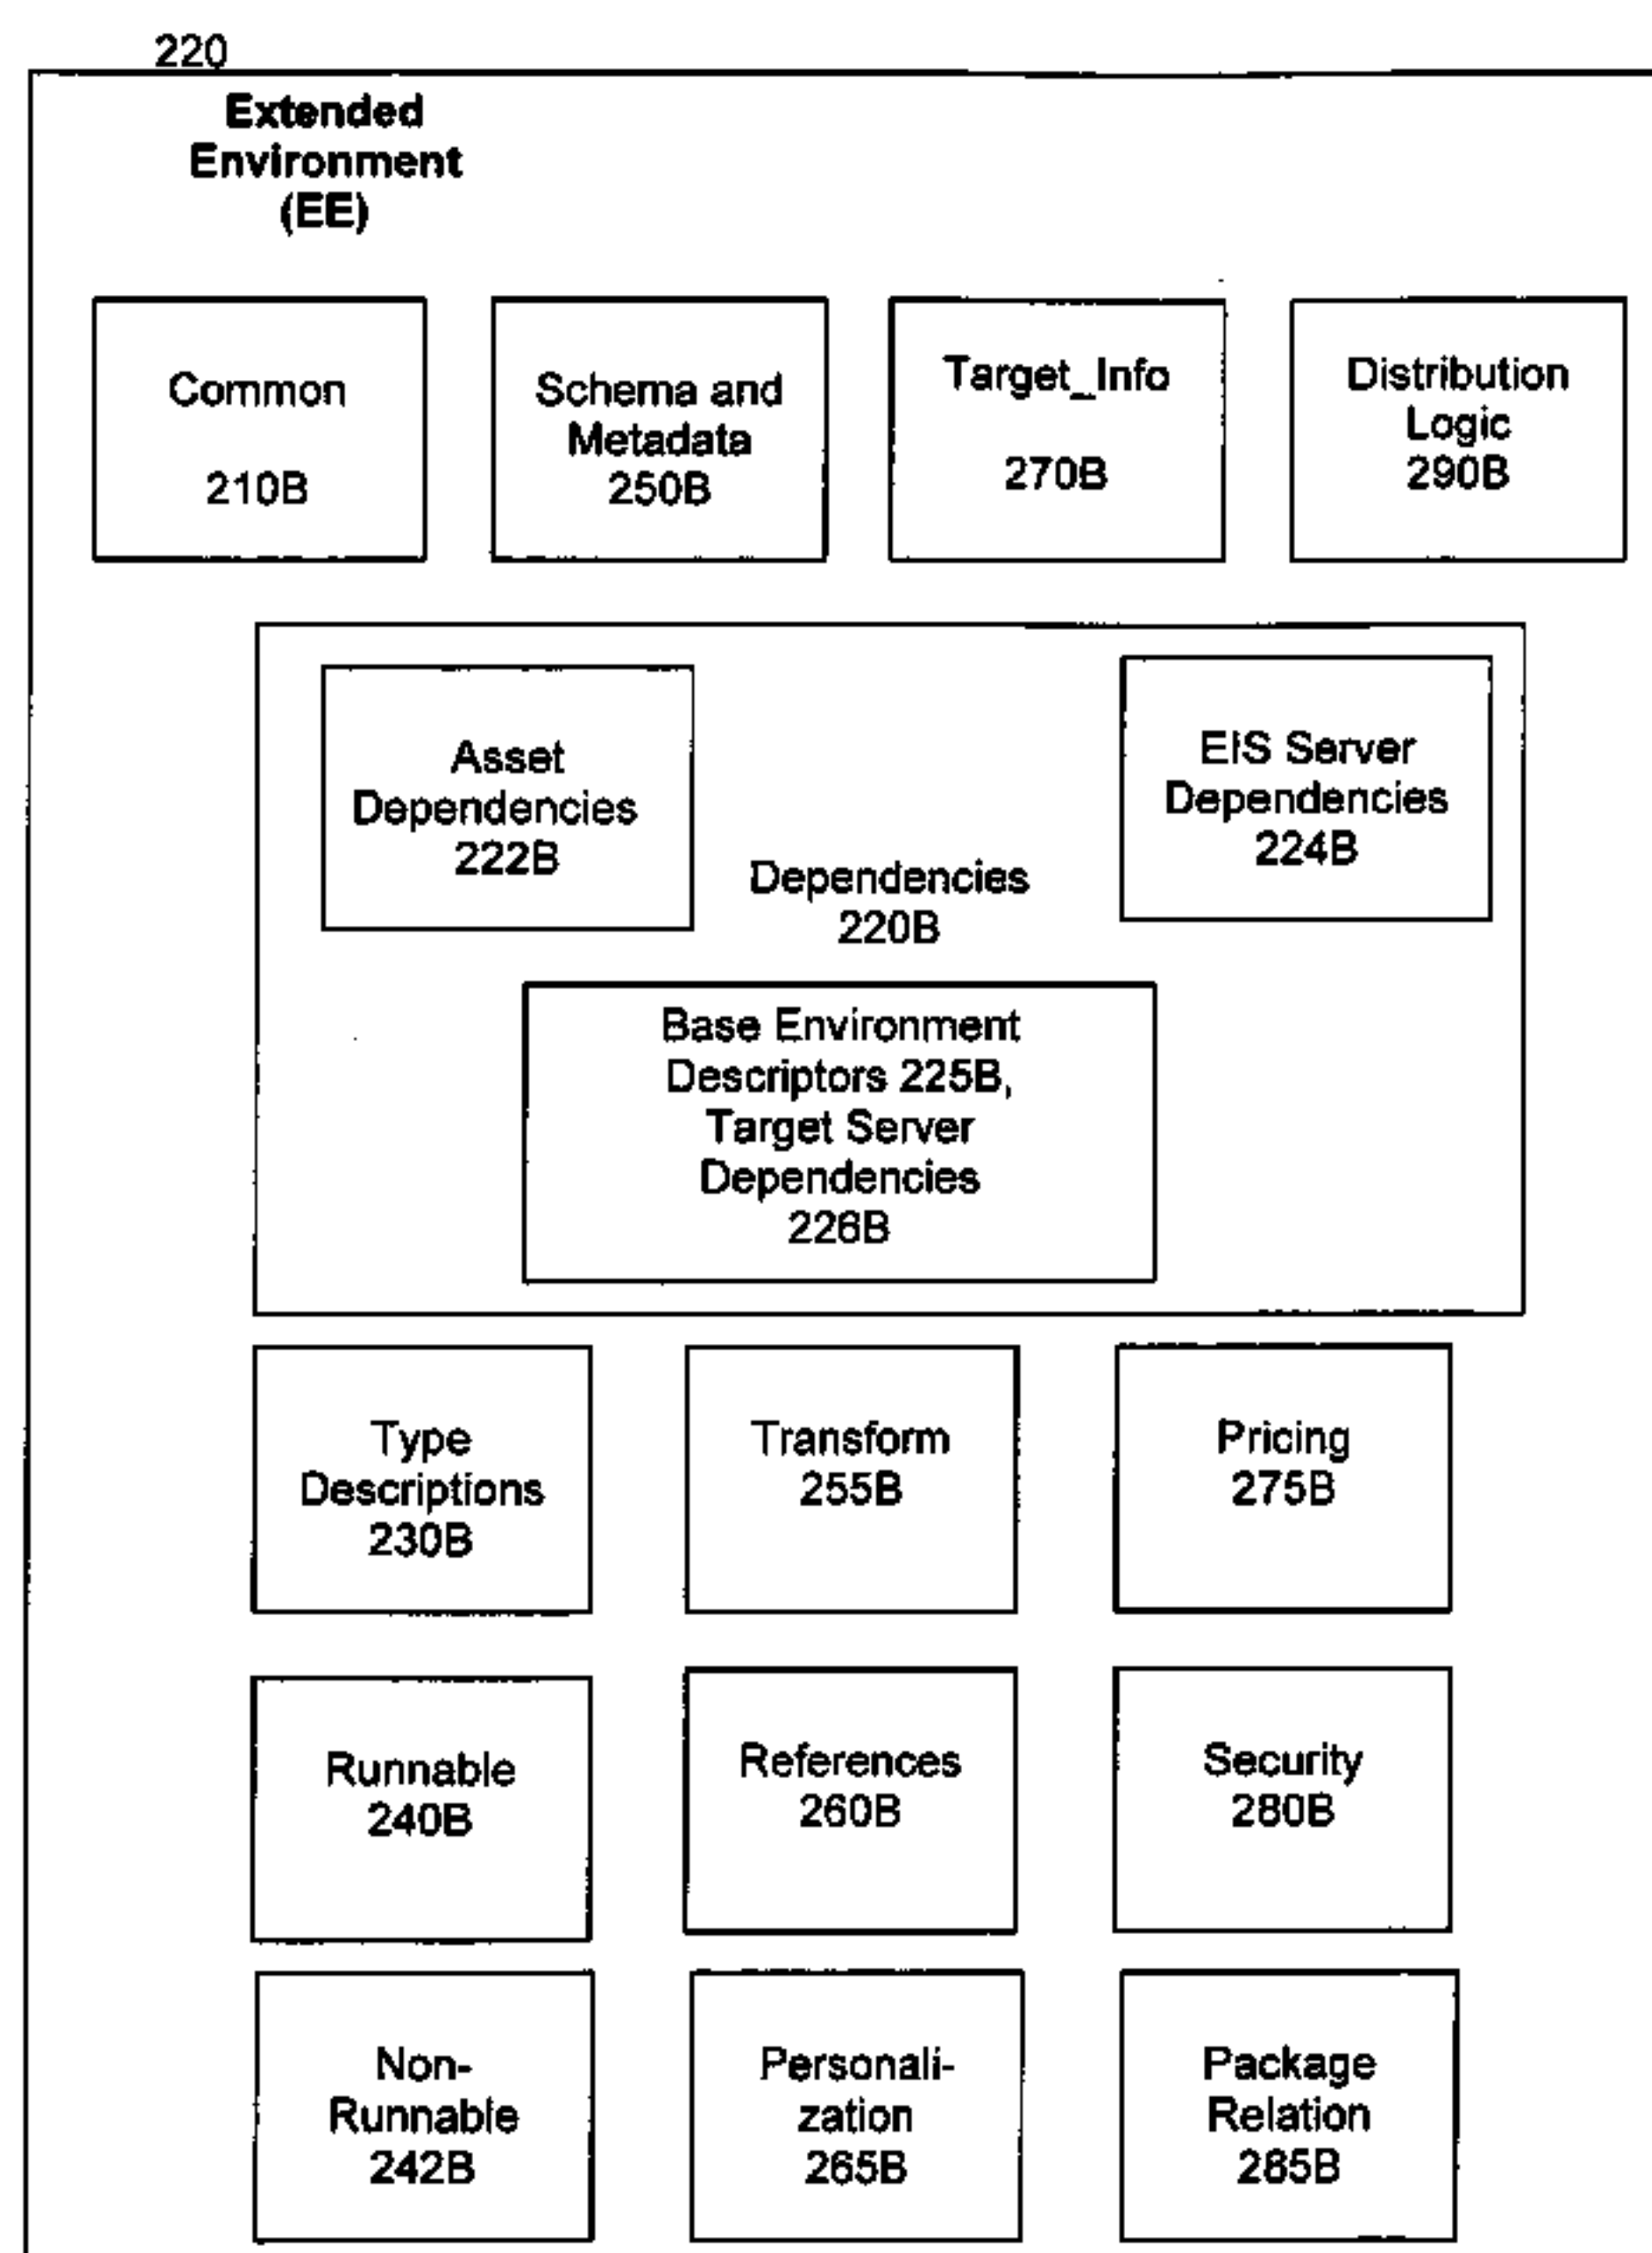 220
Extended
Environment
(EE)
Common
210B
Schema and
Metadata
250B
Target_Info
270B
Distribution
Logic
290B
Asset
Dependencies
222B
EIS Server
Dependencies
224B
Dependencies
220B
Base Environment
Descriptors 225B,
Target Server
Dependencies
226B
Type
Descriptions
230B
Transform
255B
Pricing
275B
Runnable
240B
References
260B
Security
280B
Non-
Runnable
242B
Personali-
zation
265B
Package
Relation
285B